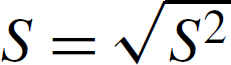 S = √S²